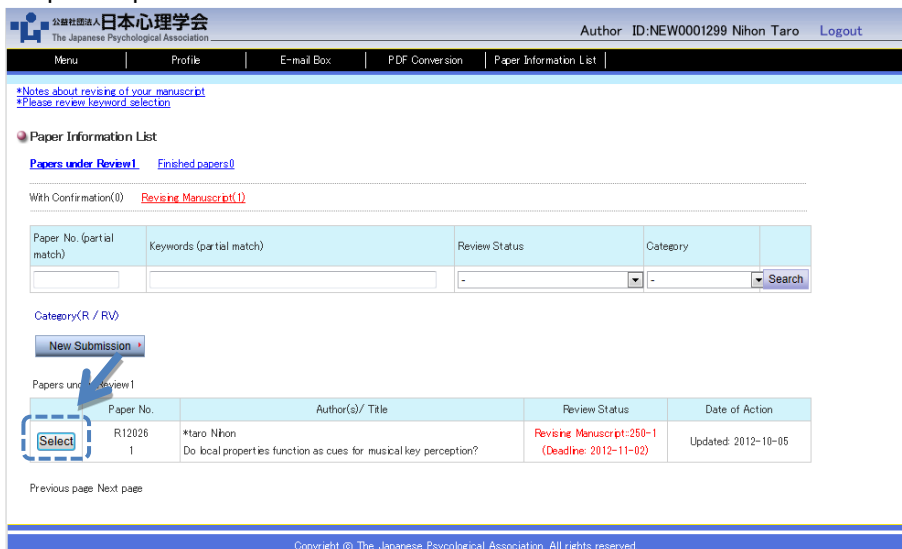 公益社団法人日本心理学会
The Japanese Psychological Association
Author ID:NEW0001299 Nihon Taro Logout
Menu Profile E-mail Box PDF Conversion Paper Information List
*Notes about revising of your manuscript
*Please review keyword selection
Paper Information List
Papers under Review1 Finished papers0
With Confirmation(0) Revising Manuscript(1)
Paper No. (partial match) Keywords (partial match) Review Status Category
- - Search
Category(R / RV)
New Submission
Papers under Review1
Paper No. Author(s)/ Title Review Status Date of Action
Select R12026 *taro Nihon Revising Manuscript::250-1 Updated: 2012-10-05
1 Do local properties function as cues for musical key perception? (Deadline: 2012-11-02)
Previous page Next page
Copyright © The Japanese Psycological Association. All rights reserved